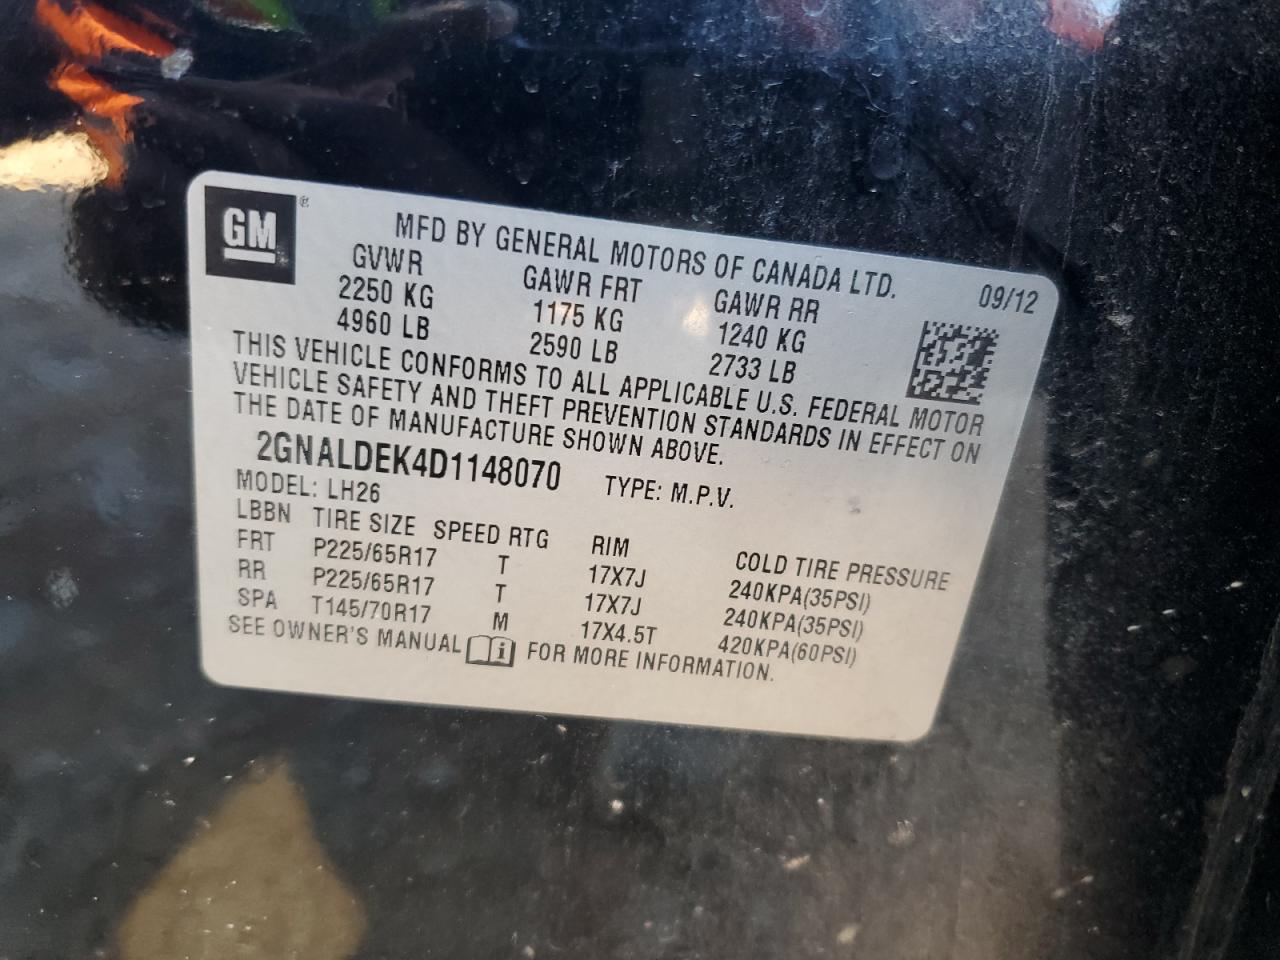 GM ®
MFD BY GENERAL MOTORS OF CANADA LTD.
09/12
GVWR GAWR FRT GAWR RR
2250 KG 1175 KG 1240 KG
4960 LB 2590 LB 2733 LB
THIS VEHICLE CONFORMS TO ALL APPLICABLE U.S. FEDERAL MOTOR
VEHICLE SAFETY AND THEFT PREVENTION STANDARDS IN EFFECT ON
THE DATE OF MANUFACTURE SHOWN ABOVE.
2GNALDEK4D1148070 TYPE: M.P.V.
MODEL: LH26
LBBN TIRE SIZE SPEED RTG RIM COLD TIRE PRESSURE
FRT P225/65R17 T 17X7J 240KPA(35PSI)
RR P225/65R17 T 17X7J 240KPA(35PSI)
SPA T145/70R17 M 17X4.5T 420KPA(60PSI)
SEE OWNER'S MANUAL i FOR MORE INFORMATION.